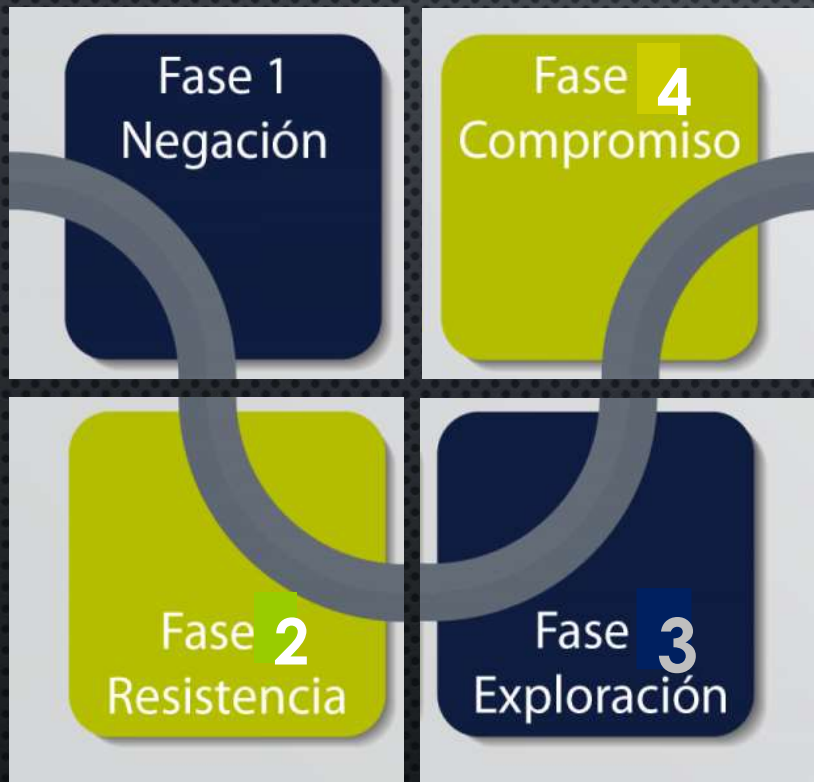 Fase 1
Negación
Fase 2
Resistencia
Fase 3
Exploración
Fase 4
Compromiso